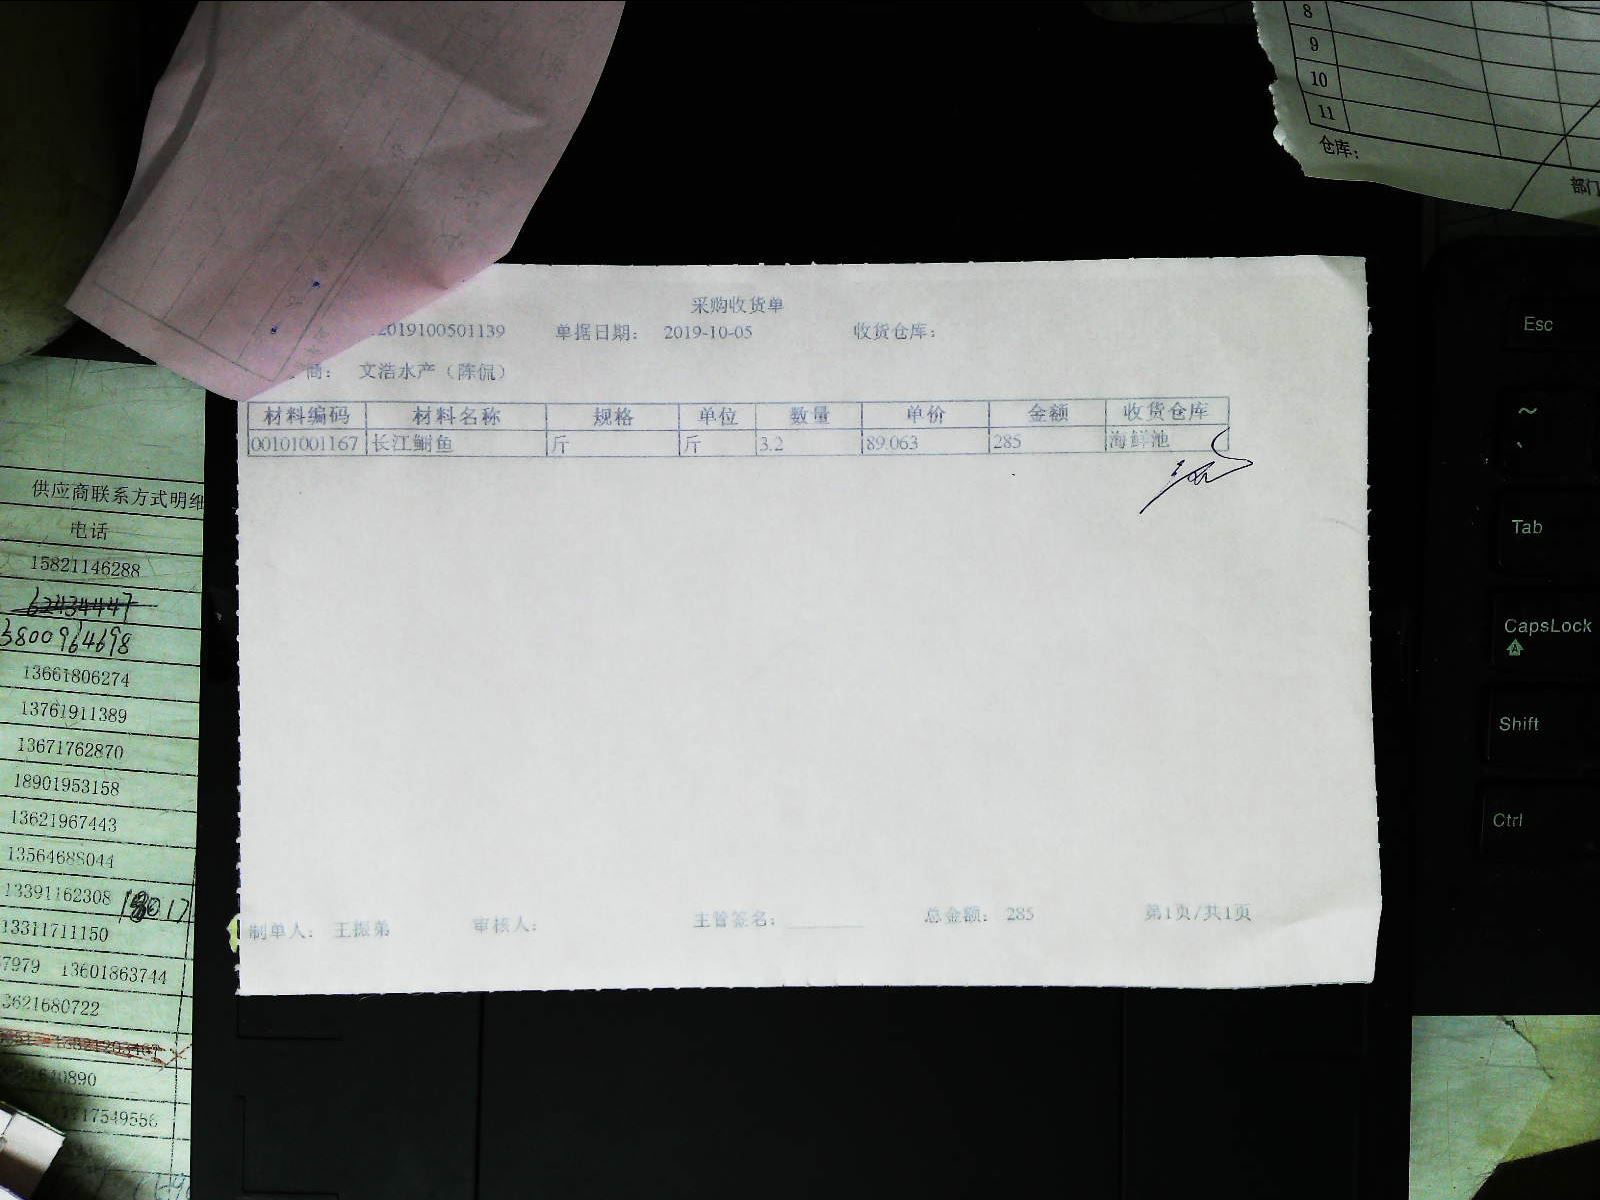 采购收货单
2019100501139 单据日期： 2019-10-05 收货仓库：
商： 文浩水产（陈侃）
材料编码 材料名称 规格 单位 数量 单价 金额 收货仓库
00101001167 长江鮰鱼 斤 斤 3.2 89.063 285 海鲜池
制单人： 王振弟 审核人： 主管签名： 总金额： 285 第1页/共1页
8
9
10
11
仓库：
部门
供应商联系方式明细
电话
15821146288
62434447
3800964698
13661806274
13761911389
13671762870
18901953158
13621967443
13564688044
13391162308
13311711150
7979 13601863744
3621680722
40890
17549556
Esc
~
Tab
CapsLock
A
Shift
Ctrl